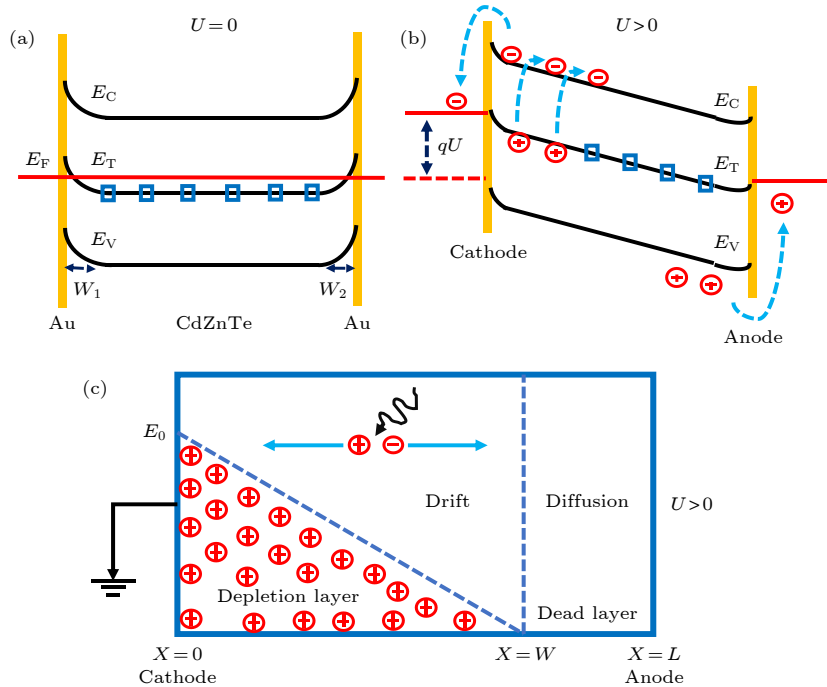 (a)
U = 0
E_C
E_F
E_T
E_V
W_1
W_2
Au
CdZnTe
Au
(b)
U > 0
E_C
qU
E_T
E_V
Cathode
Anode
(c)
E_0
Drift
Diffusion
U > 0
Depletion layer
Dead layer
X = 0
X = W
X = L
Cathode
Anode